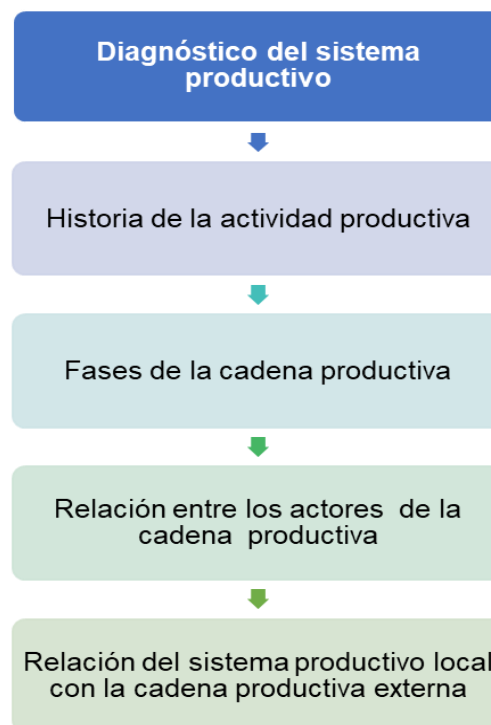 Diagnóstico del sistema
productivo
Historia de la actividad productiva
Fases de la cadena productiva
Relación entre los actores de la
cadena productiva
Relación del sistema productivo local
con la cadena productiva externa